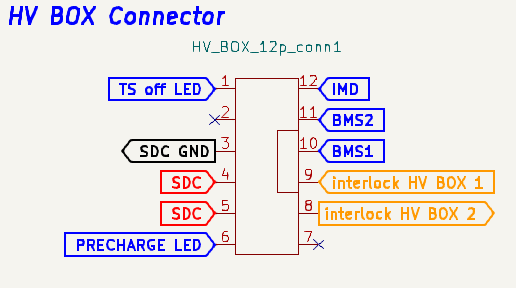 HV BOX Connector
HV_BOX_12p_conn1
TS off LED 1 12 IMD
2 11 BMS2
SDC GND 3 10 BMS1
SDC 4 9 interlock HV BOX 1
SDC 5 8 interlock HV BOX 2
PRECHARGE LED 6 7